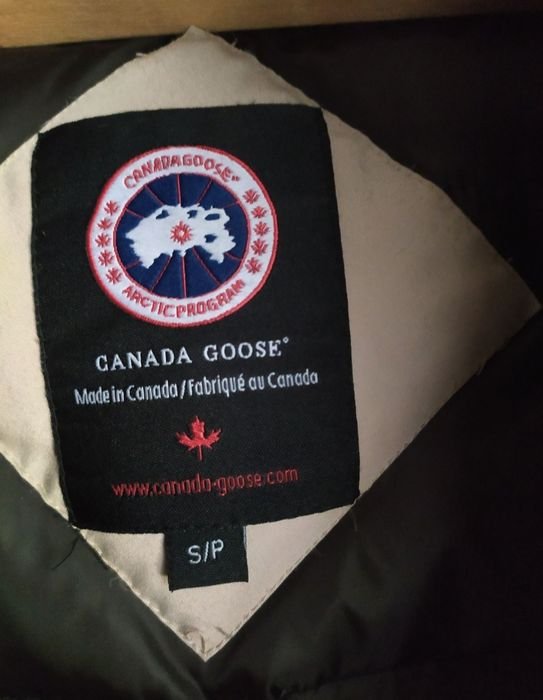 CANADA GOOSE®
ARCTIC PROGRAM
CANADA GOOSE®
Made in Canada / Fabriqué au Canada
www.canada-goose.com
S/P